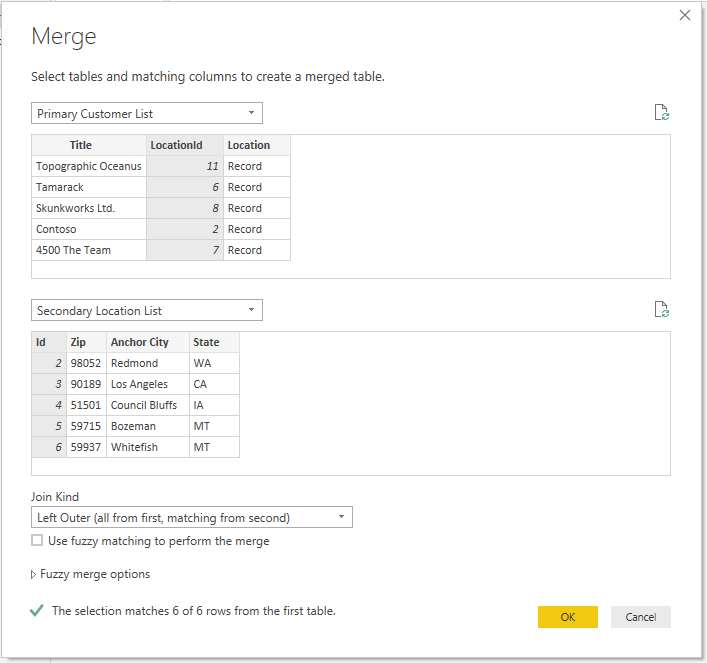 Merge
Select tables and matching columns to create a merged table.
Primary Customer List
Title LocationId Location
Topographic Oceanus 11 Record
Tamarack 6 Record
Skunkworks Ltd. 8 Record
Contoso 2 Record
4500 The Team 7 Record
Secondary Location List
Id Zip Anchor City State
2 98052 Redmond WA
3 90189 Los Angeles CA
4 51501 Council Bluffs IA
5 59715 Bozeman MT
6 59937 Whitefish MT
Join Kind
Left Outer (all from first, matching from second)
Use fuzzy matching to perform the merge
Fuzzy merge options
The selection matches 6 of 6 rows from the first table.
OK Cancel